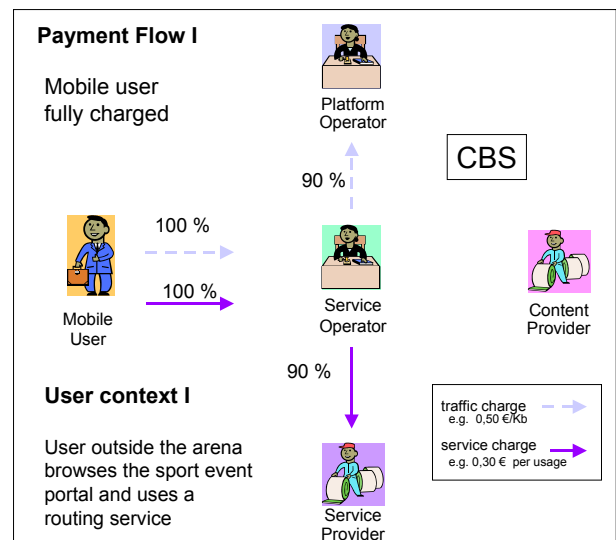 Payment Flow I
Mobile user
fully charged
Platform
Operator
CBS
90 %
100 %
100 %
Mobile
User
Service
Operator
Content
Provider
90 %
User context I
User outside the arena
browses the sport event
portal and uses a
routing service
Service
Provider
traffic charge
e.g. 0,50 €/Kb
service charge
e.g. 0,30 € per usage